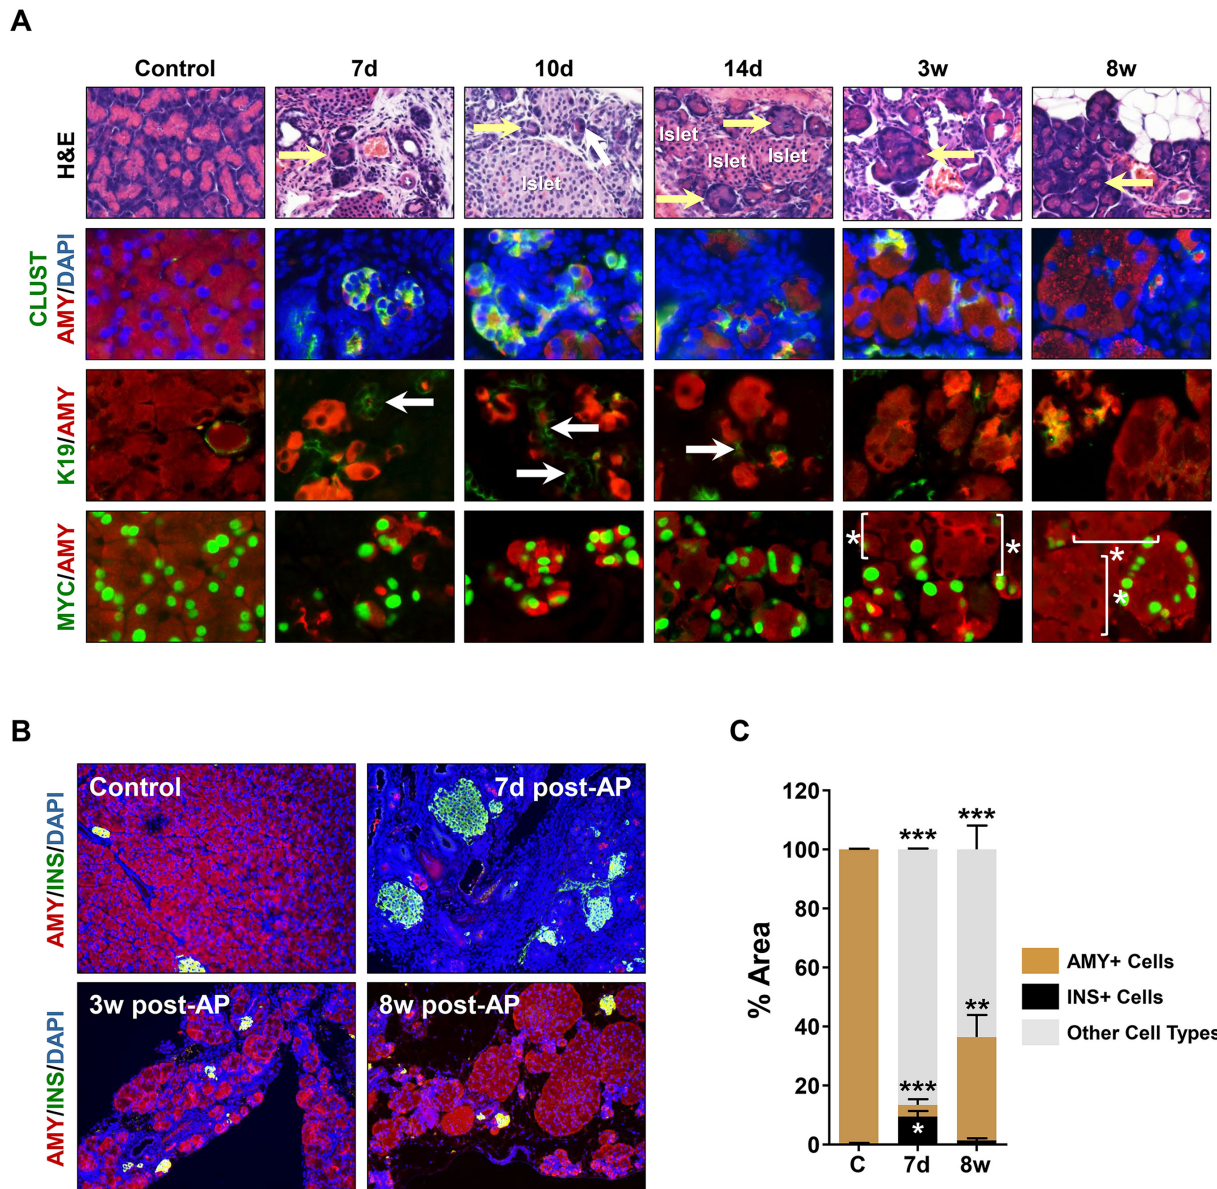 A
Control 7d 10d 14d 3w 8w
H&E
Islet
Islet
Islet
Islet
CLUST
AMY/DAPI
K19/AMY
MYC/AMY
*
*
*
*
B
C
AMY/INS/DAPI
Control
7d post-AP
AMY/INS/DAPI
3w post-AP
8w post-AP
% Area
120
100
80
60
40
20
0
***
***
**
***
*
C 7d 8w
AMY+ Cells
INS+ Cells
Other Cell Types